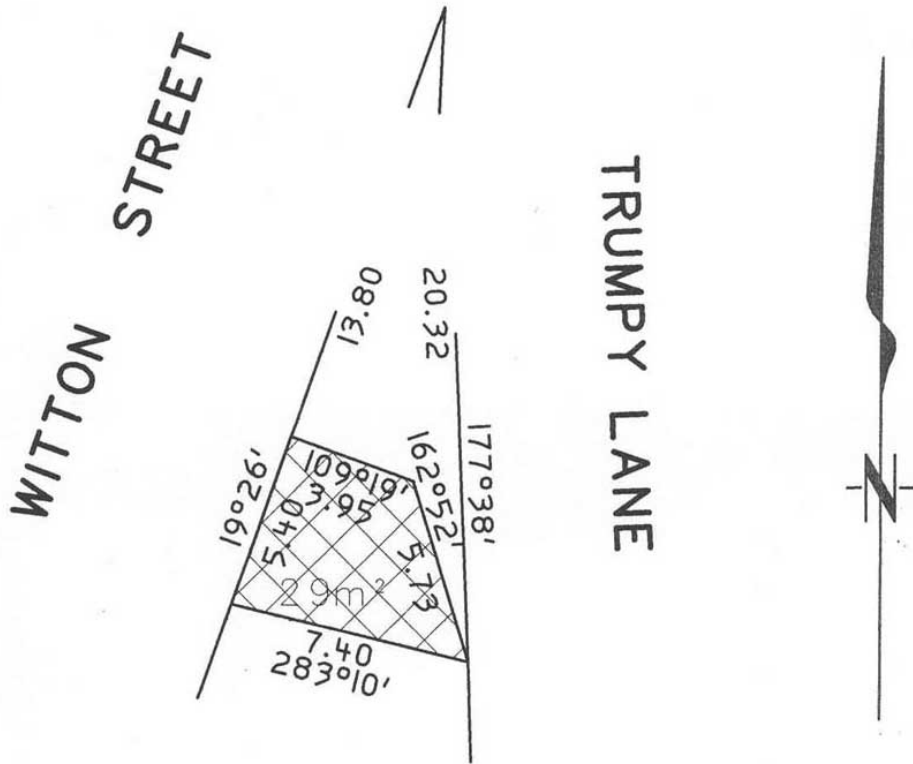 WITTON STREET
TRUMPY LANE
13.80
20.32
177°38'
162°52'
109°19'
3.95
19°26'
5.40
5.73
29m²
7.40
283°10'
N